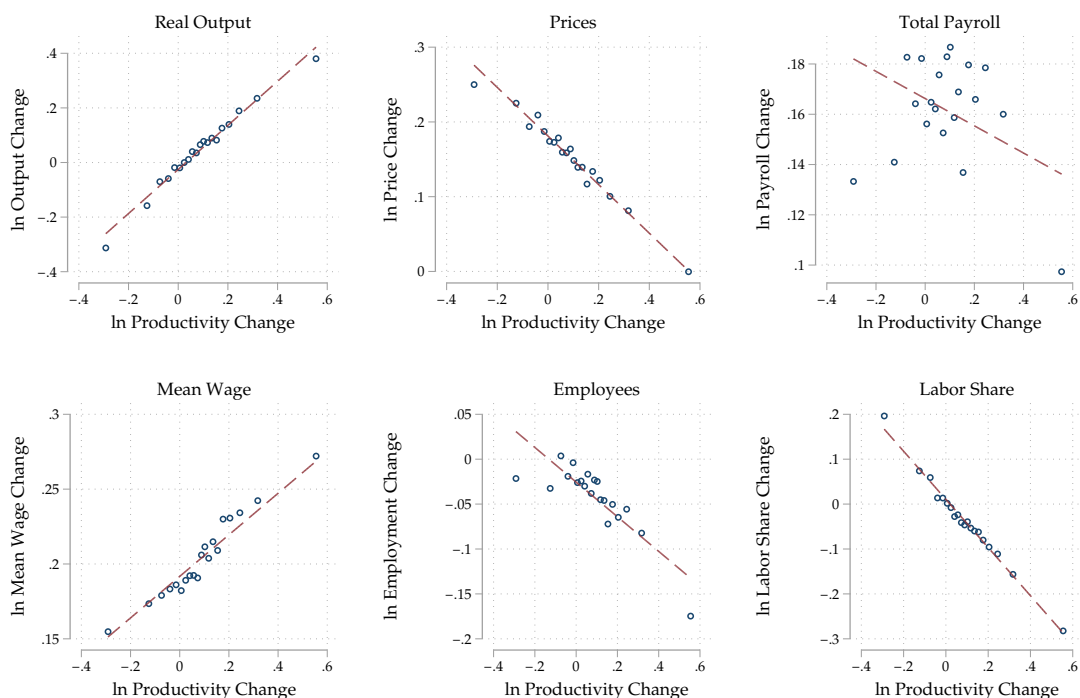 Real Output
ln Output Change
.4
.2
0
−.2
−.4
−.4 −.2 0 .2 .4 .6
ln Productivity Change
Prices
ln Price Change
.3
.2
.1
0
−.4 −.2 0 .2 .4 .6
ln Productivity Change
Total Payroll
ln Payroll Change
.18
.16
.14
.12
.1
−.4 −.2 0 .2 .4 .6
ln Productivity Change
Mean Wage
ln Mean Wage Change
.3
.25
.2
.15
−.4 −.2 0 .2 .4 .6
ln Productivity Change
Employees
ln Employment Change
.05
0
−.05
−.1
−.15
−.2
−.4 −.2 0 .2 .4 .6
ln Productivity Change
Labor Share
ln Labor Share Change
.2
.1
0
−.1
−.2
−.3
−.4 −.2 0 .2 .4 .6
ln Productivity Change